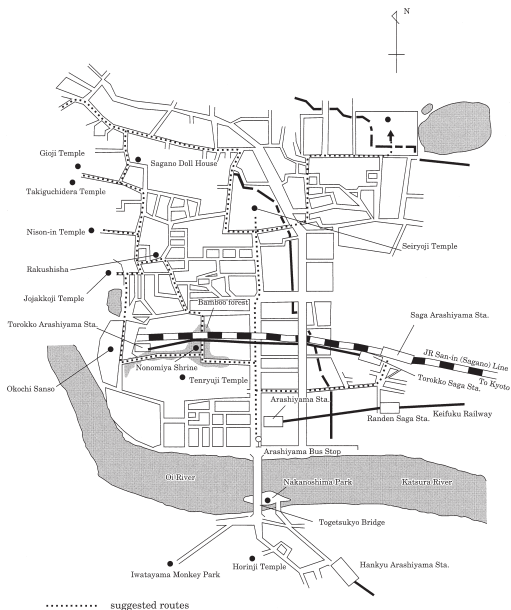 N
Gioji Temple
Sagano Doll House
Takiguchidera Temple
Nison-in Temple
Seiryoji Temple
Rakushisha
Jojakkoji Temple
Bamboo forest
Saga Arashiyama Sta.
Torokko Arashiyama Sta.
JR San-in (Sagano) Line
Nonomiya Shrine
Torokko Saga Sta.
To Kyoto
Okochi Sanso
Tenryuji Temple
Arashiyama Sta.
Keifuku Railway
Randen Saga Sta.
Arashiyama Bus Stop
Oi River
Nakanoshima Park
Katsura River
Togetsukyo Bridge
Horinji Temple
Hankyu Arashiyama Sta.
Iwatayama Monkey Park
suggested routes